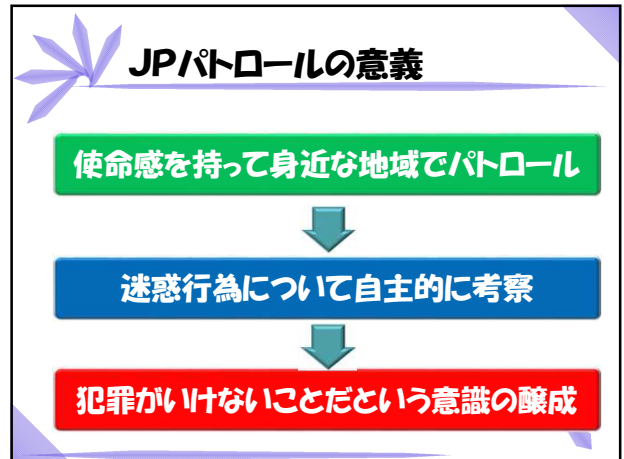 JPパトロールの意義
使命感を持って身近な地域でパトロール
迷惑行為について自主的に考察
犯罪がいけないことだという意識の醸成